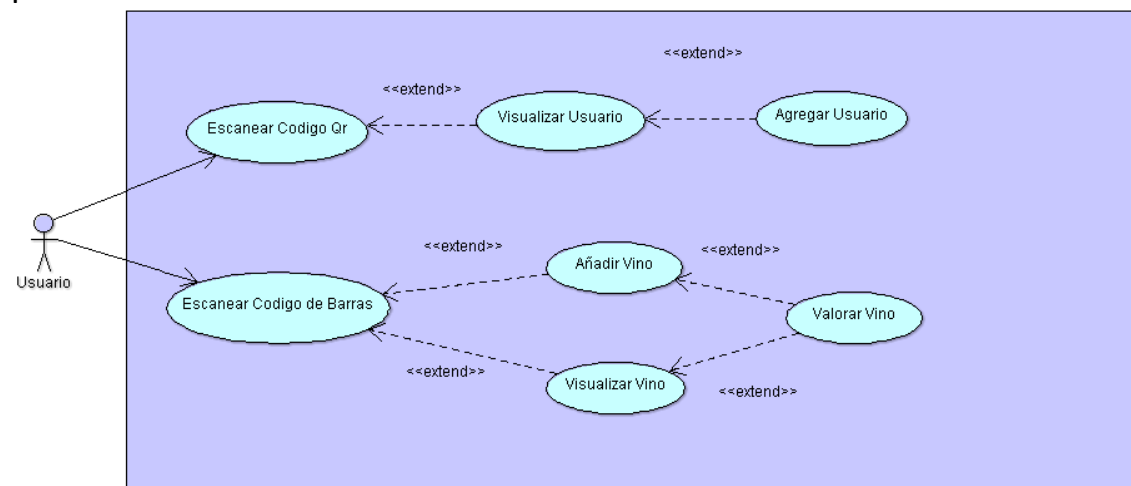 <<extend>>
<<extend>>
Escanear Codigo Qr
Visualizar Usuario
Agregar Usuario
Usuario
<<extend>>
<<extend>>
Añadir Vino
Escanear Codigo de Barras
Valorar Vino
<<extend>>
Visualizar Vino
<<extend>>